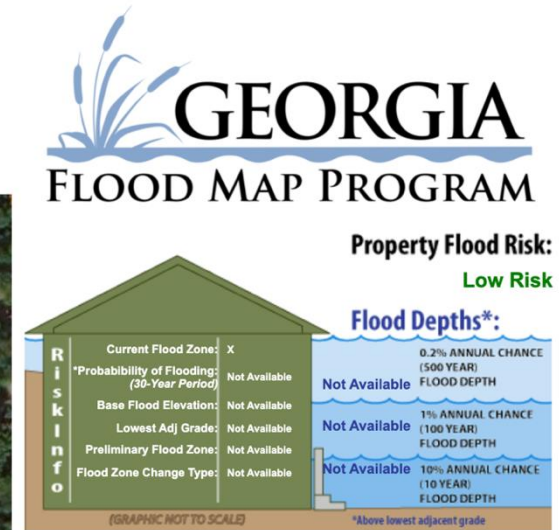 GEORGIA
FLOOD MAP PROGRAM
Property Flood Risk:
Low Risk
Flood Depths*:
Risk Info
Current Flood Zone: X
*Probabibility of Flooding: Not Available
(30-Year Period)
Base Flood Elevation: Not Available
Lowest Adj Grade: Not Available
Preliminary Flood Zone: Not Available
Flood Zone Change Type: Not Available
(GRAPHIC NOT TO SCALE)
Not Available
0.2% ANNUAL CHANCE
(500 YEAR)
FLOOD DEPTH
Not Available
1% ANNUAL CHANCE
(100 YEAR)
FLOOD DEPTH
Not Available
10% ANNUAL CHANCE
(10 YEAR)
FLOOD DEPTH
*Above lowest adjacent grade